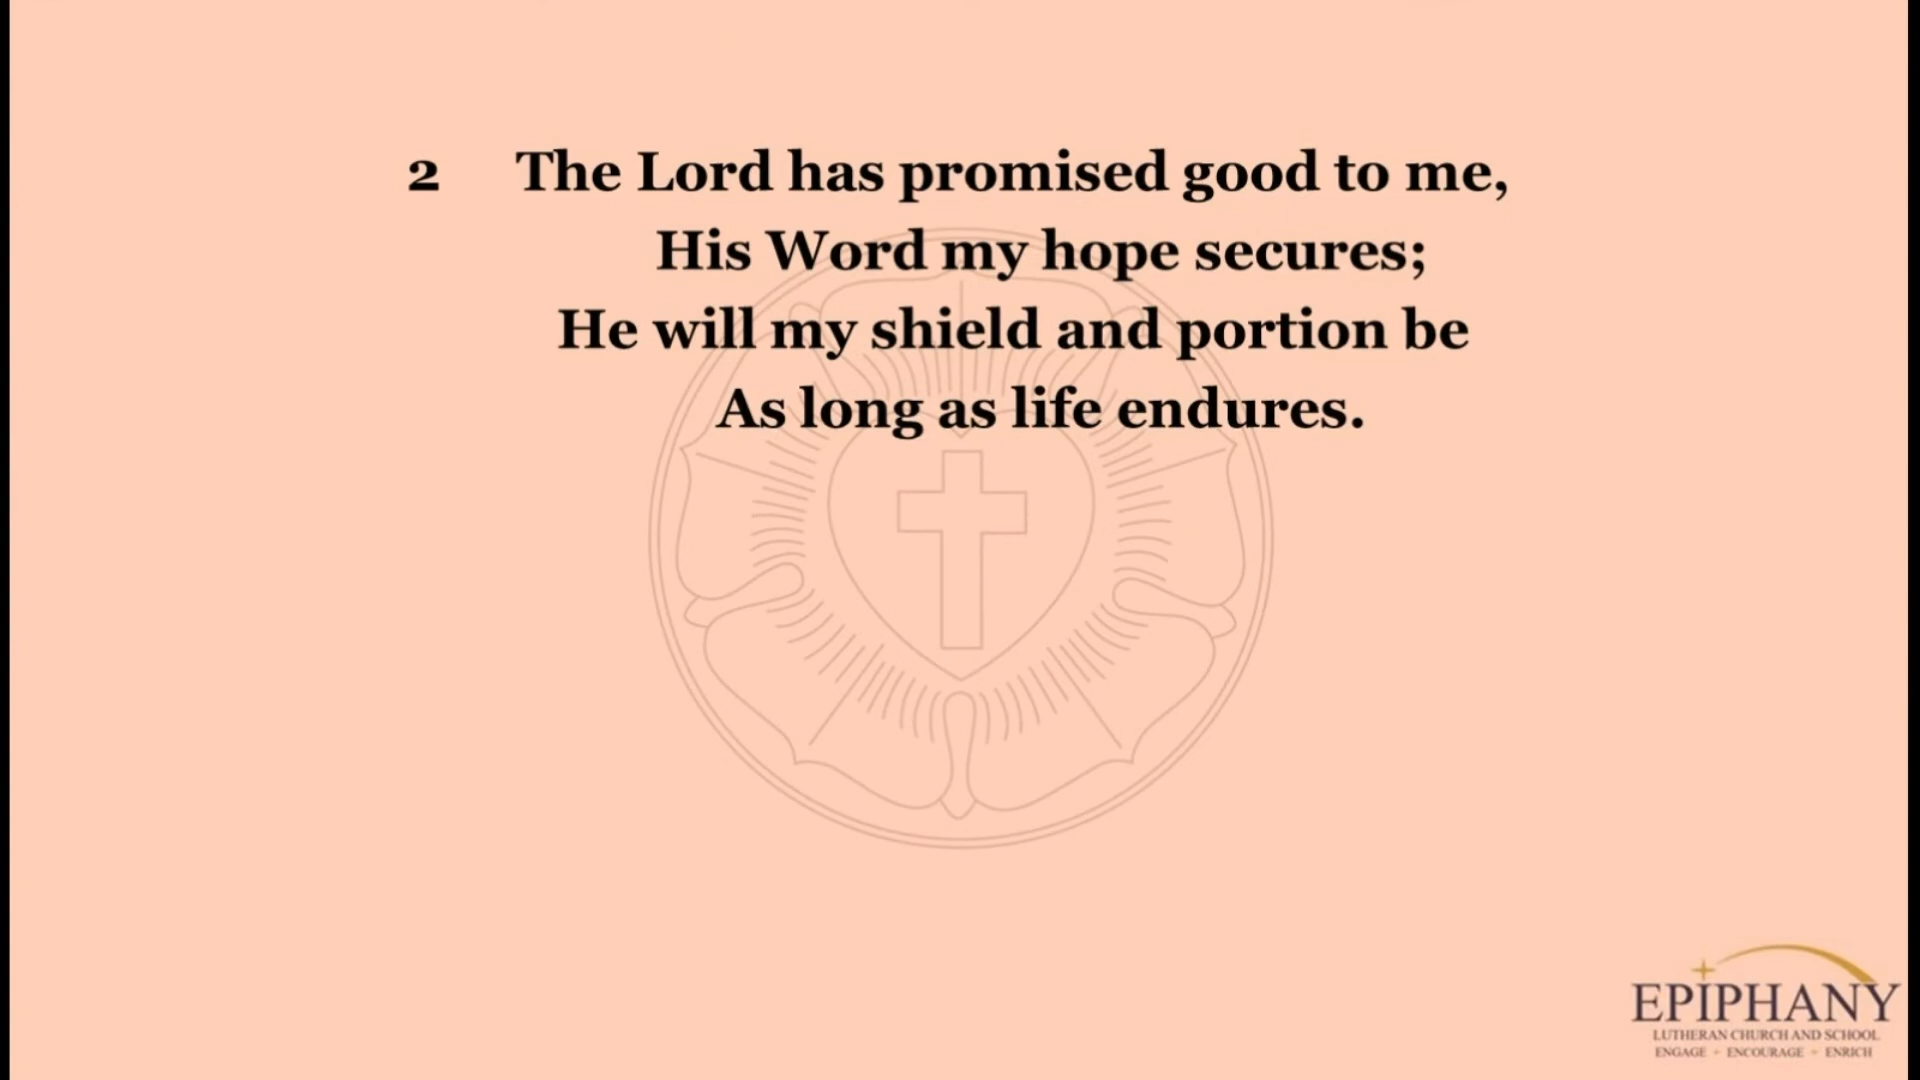 2 The Lord has promised good to me,
His Word my hope secures;
He will my shield and portion be
As long as life endures.
EPIPHANY
LUTHERAN CHURCH AND SCHOOL
ENGAGE + ENCOURAGE + ENRICH